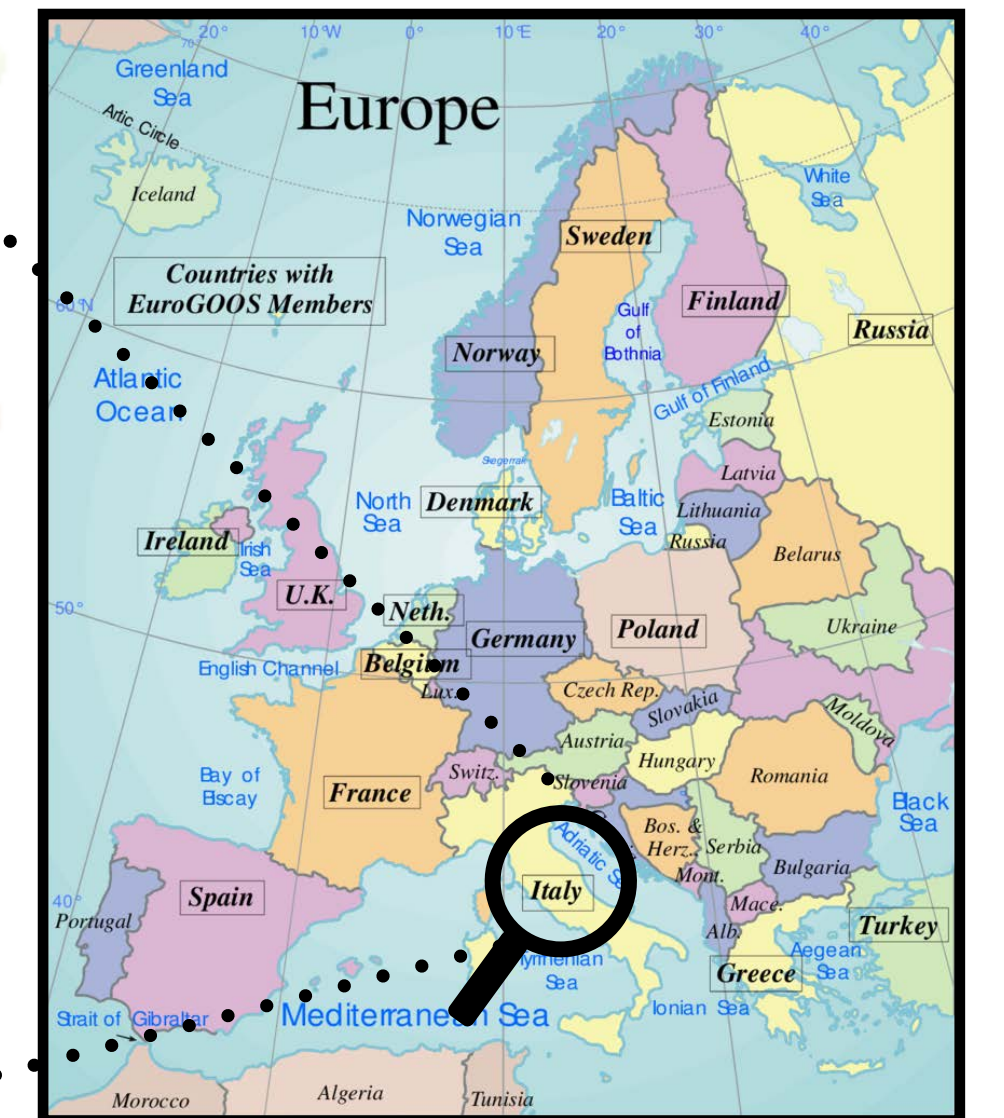 20°
10°W
0°
10°E
20°
30°
40°
70°
Greenland
Sea
Europe
Artic Circle
Iceland
White
Sea
Norwegian
Sea
Sweden
Countries with
EuroGOOS Members
60°N
Finland
Gulf
of
Bothnia
Russia
Norway
Atlantic
Ocean
Gulf of Finland
Estonia
Skegerrak
Latvia
North
Sea
Denmark
Baltic
Sea
Lithuania
Ireland
Irish
Sea
Russia
Belarus
U.K.
50°
Neth.
Germany
Poland
Ukraine
English Channel
Belgium
Lux.
Czech Rep.
Slovakia
Moldova
Austria
Switz.
Slovenia
Hungary
Romania
Bay of
Biscay
France
Black
Sea
Bos. &
Herz.
Serbia
Adriatic
Bulgaria
Mont.
Italy
Spain
40°
Portugal
Mace.
Alb.
Turkey
Aegean
Sea
Greece
Tyrrhenian
Sea
Ionian Sea
Strait of Gibraltar
Mediterranean Sea
Morocco
Algeria
Tunisia